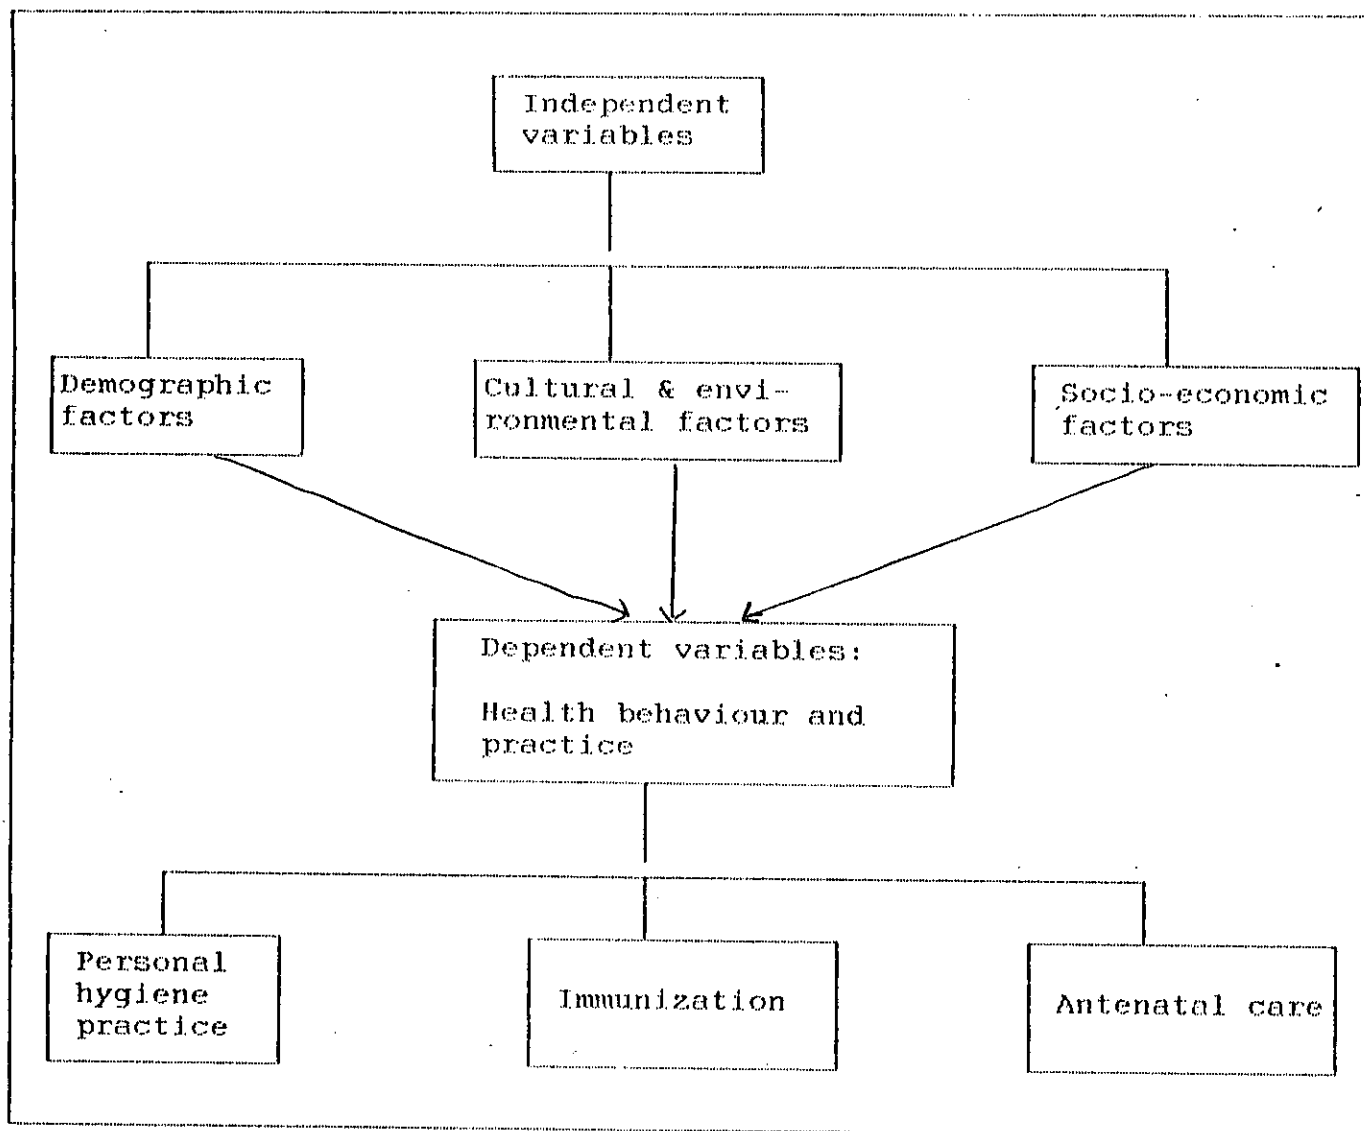 Independent
variables
Demographic
factors
Cultural & envi-
ronmental factors
Socio-economic
factors
Dependent variables:
Health behaviour and
practice
Personal
hygiene
practice
Immunization
Antenatal care